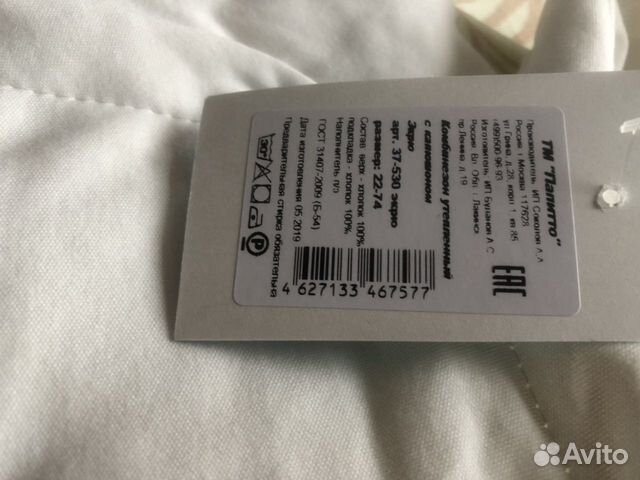 ТМ "Папитто"
Производитель: ИП Соколов А.А
Россия г.Москва 117628
ул.Грина, д.28, корп 1, кв 85
(499)500-96-93
Изготовитель: ИП Буланов А.С
Россия, Вл. Обл., г. Лакинск
пр.Ленина, д.19
Комбинезон утепленный
с капюшоном
Экрю
арт. 37-530 экрю
размер: 22-74
Состав: верх - хлопок 100%
подкладка - хлопок 100%
Наполнитель п/э
ГОСТ 31407-2009 (Б-54)
Дата изготовления 05.2019
30°
P
Предварительная стирка обязательна
EAC
4 627133 467577
Avito